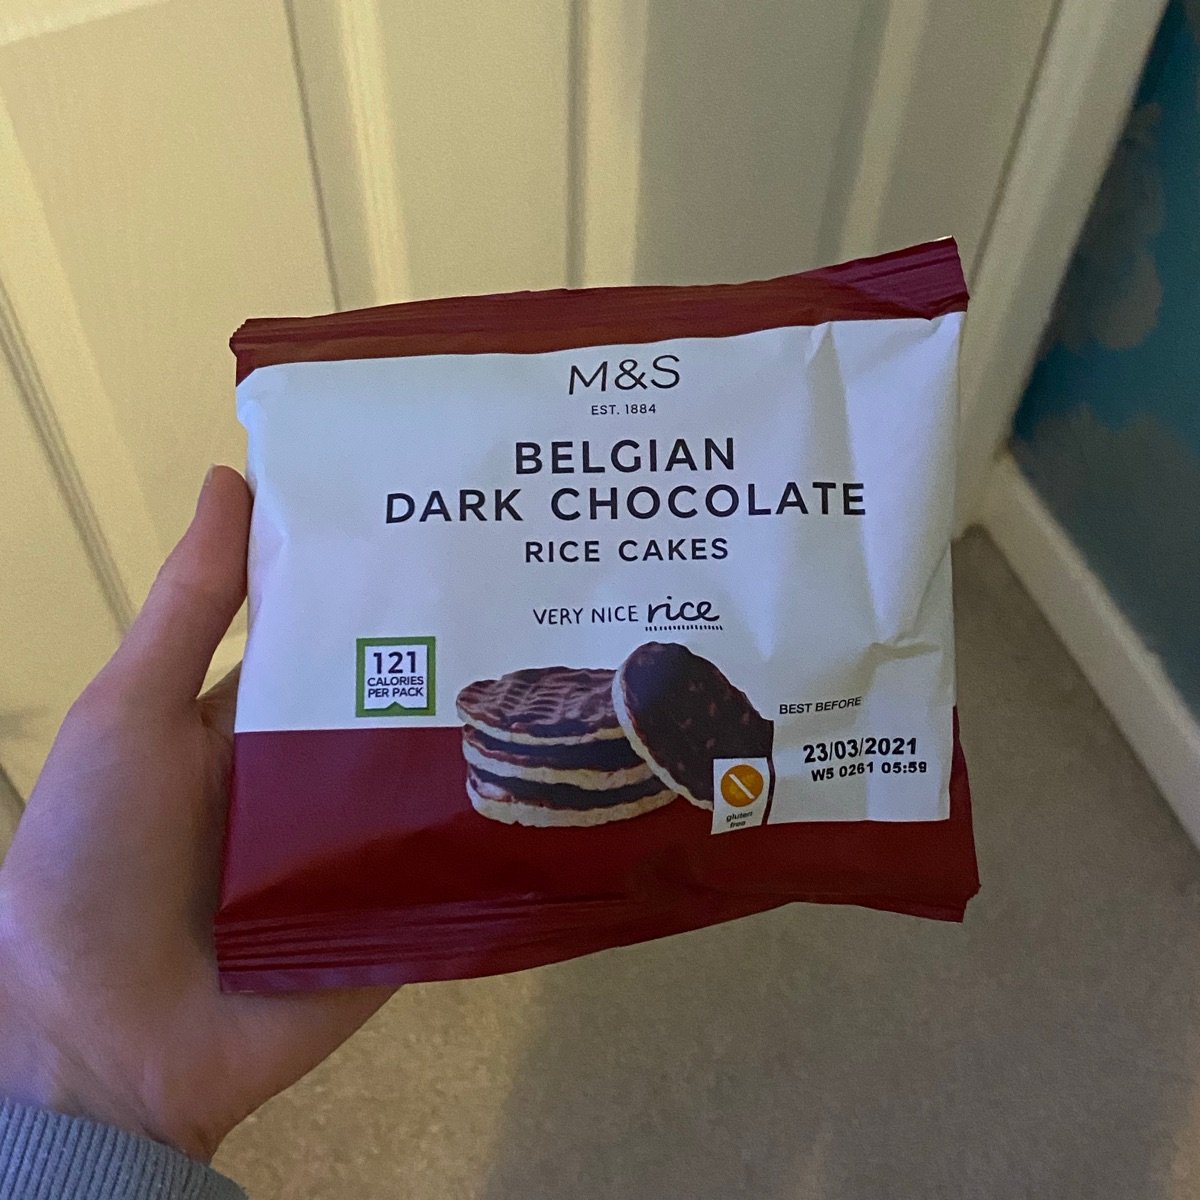 M&S
EST. 1884
BELGIAN
DARK CHOCOLATE
RICE CAKES
VERY NICE rice
121
CALORIES
PER PACK
BEST BEFORE
23/03/2021
W5 0261 05:59
gluten
free